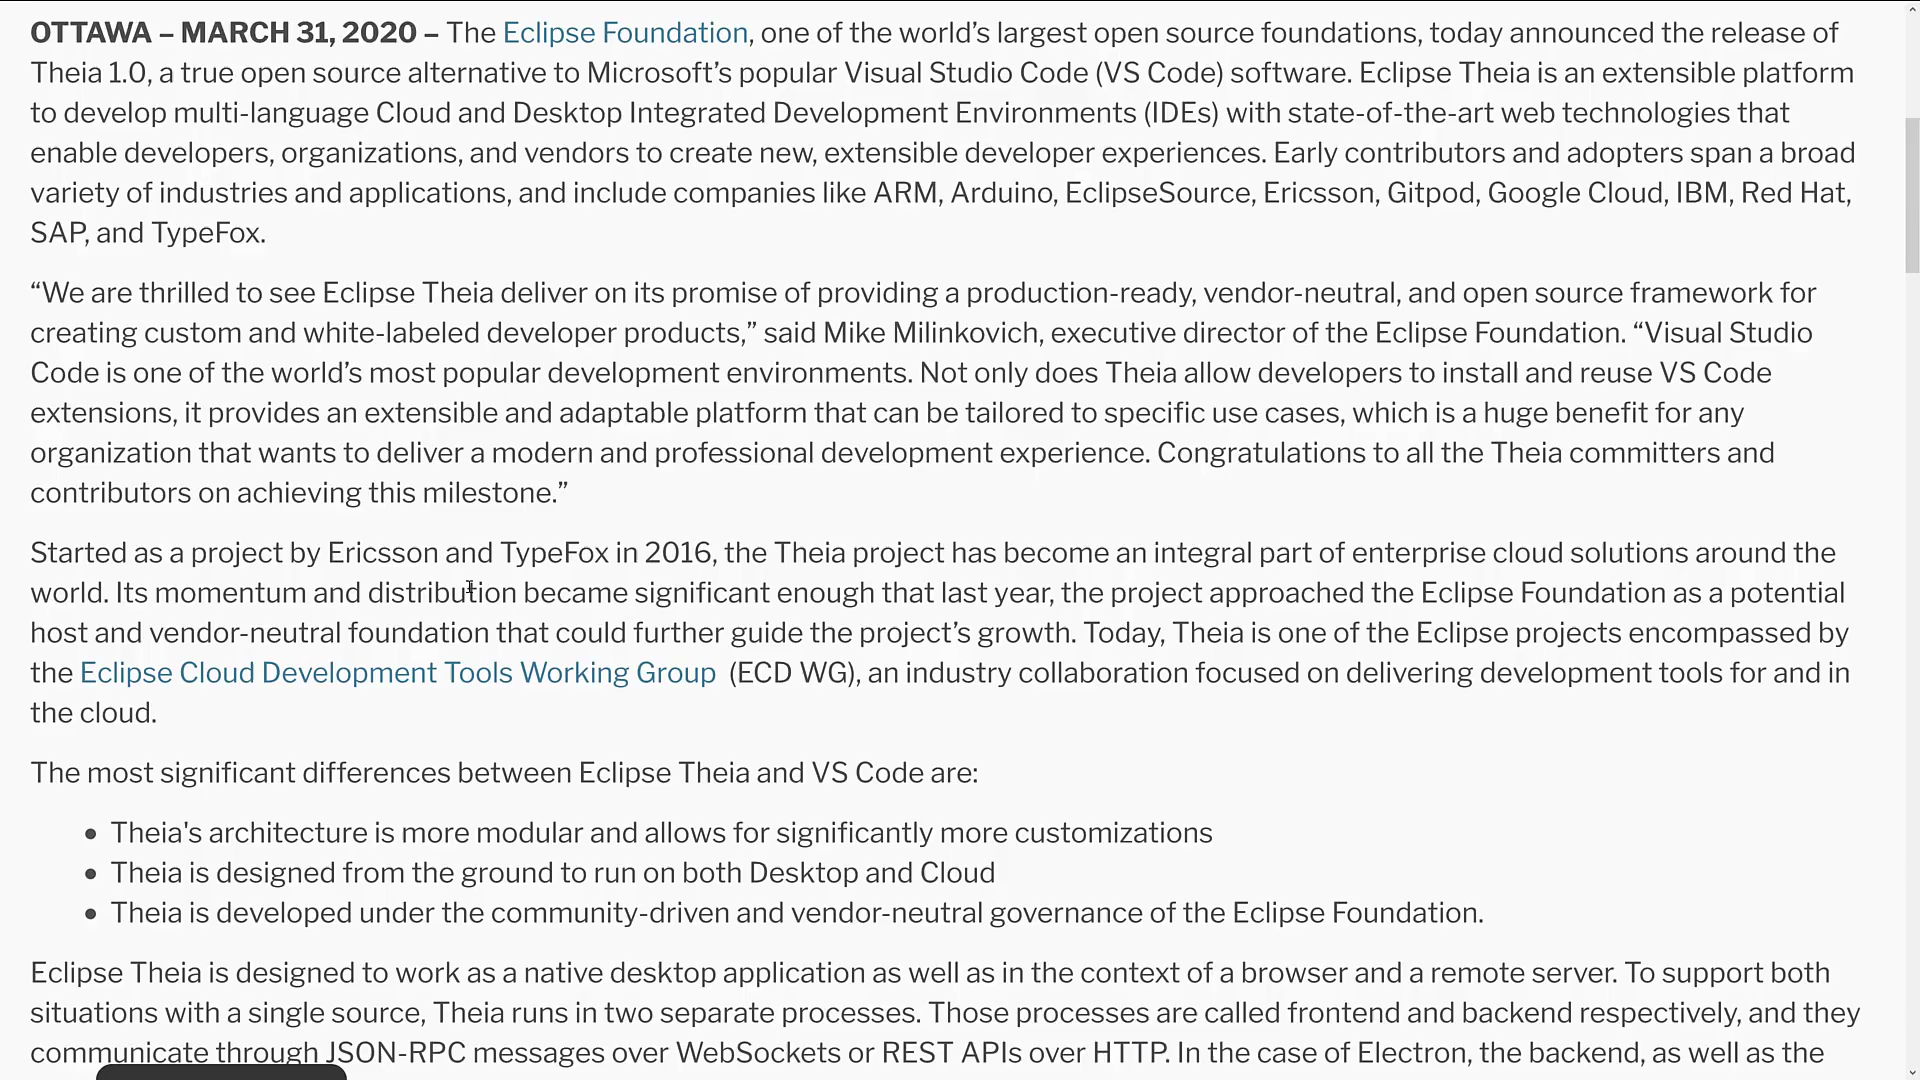 OTTAWA – MARCH 31, 2020 – The Eclipse Foundation, one of the world’s largest open source foundations, today announced the release of
Theia 1.0, a true open source alternative to Microsoft’s popular Visual Studio Code (VS Code) software. Eclipse Theia is an extensible platform
to develop multi-language Cloud and Desktop Integrated Development Environments (IDEs) with state-of-the-art web technologies that
enable developers, organizations, and vendors to create new, extensible developer experiences. Early contributors and adopters span a broad
variety of industries and applications, and include companies like ARM, Arduino, EclipseSource, Ericsson, Gitpod, Google Cloud, IBM, Red Hat,
SAP, and TypeFox.
“We are thrilled to see Eclipse Theia deliver on its promise of providing a production-ready, vendor-neutral, and open source framework for
creating custom and white-labeled developer products,” said Mike Milinkovich, executive director of the Eclipse Foundation. “Visual Studio
Code is one of the world’s most popular development environments. Not only does Theia allow developers to install and reuse VS Code
extensions, it provides an extensible and adaptable platform that can be tailored to specific use cases, which is a huge benefit for any
organization that wants to deliver a modern and professional development experience. Congratulations to all the Theia committers and
contributors on achieving this milestone.”
Started as a project by Ericsson and TypeFox in 2016, the Theia project has become an integral part of enterprise cloud solutions around the
world. Its momentum and distribution became significant enough that last year, the project approached the Eclipse Foundation as a potential
host and vendor-neutral foundation that could further guide the project’s growth. Today, Theia is one of the Eclipse projects encompassed by
the Eclipse Cloud Development Tools Working Group (ECD WG), an industry collaboration focused on delivering development tools for and in
the cloud.
The most significant differences between Eclipse Theia and VS Code are:
• Theia's architecture is more modular and allows for significantly more customizations
• Theia is designed from the ground to run on both Desktop and Cloud
• Theia is developed under the community-driven and vendor-neutral governance of the Eclipse Foundation.
Eclipse Theia is designed to work as a native desktop application as well as in the context of a browser and a remote server. To support both
situations with a single source, Theia runs in two separate processes. Those processes are called frontend and backend respectively, and they
communicate through JSON-RPC messages over WebSockets or REST APIs over HTTP. In the case of Electron, the backend, as well as the